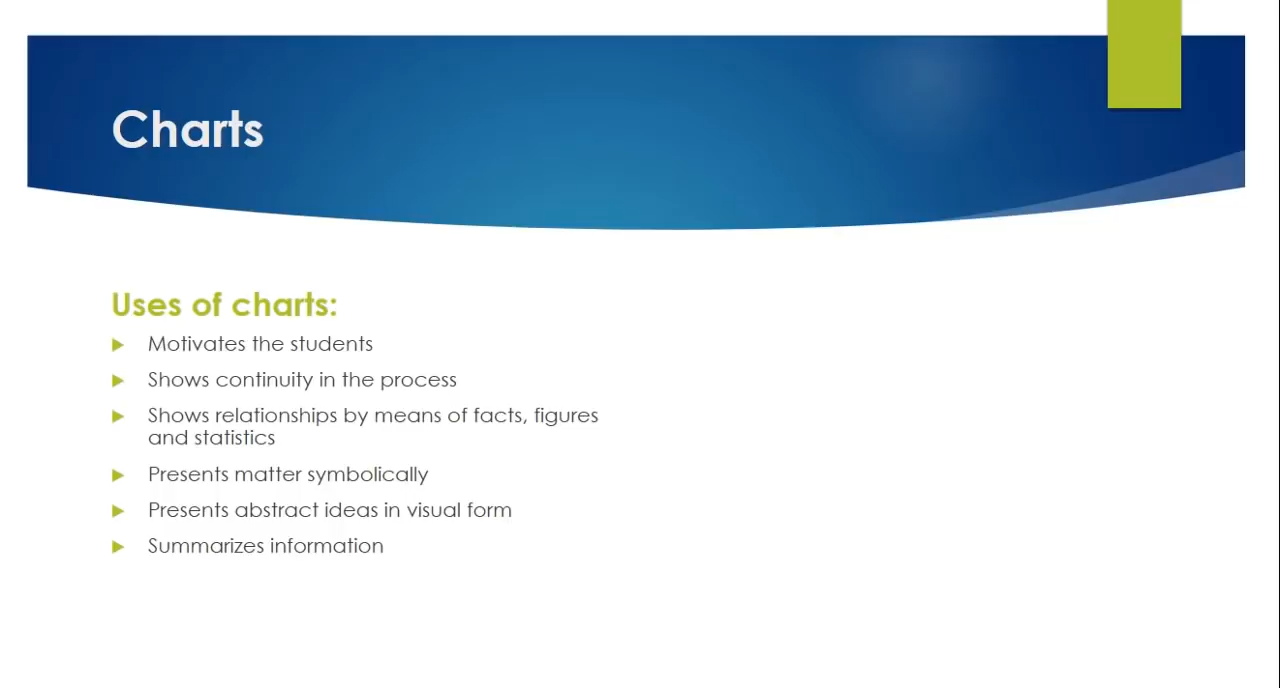 Charts
Uses of charts:
Motivates the students
Shows continuity in the process
Shows relationships by means of facts, figures
and statistics
Presents matter symbolically
Presents abstract ideas in visual form
Summarizes information